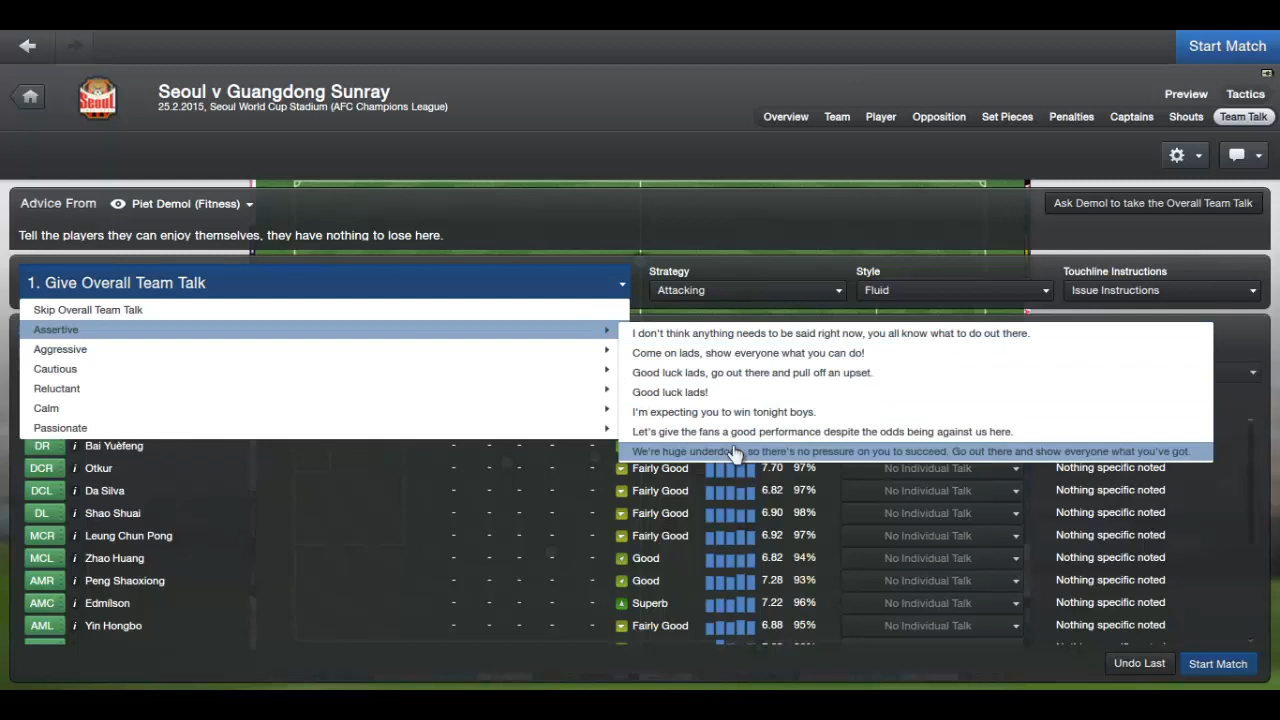 Start Match
Seoul v Guangdong Sunray
25.2.2015, Seoul World Cup Stadium (AFC Champions League)
Seoul
Preview Tactics
Overview Team Player Opposition Set Pieces Penalties Captains Shouts Team Talk
Advice From Piet Demol (Fitness) Ask Demol to take the Overall Team Talk
Tell the players they can enjoy themselves, they have nothing to lose here.
1. Give Overall Team Talk
Strategy Style Touchline Instructions
Attacking Fluid Issue Instructions
Skip Overall Team Talk
Assertive
Aggressive
Cautious
Reluctant
Calm
Passionate
I don't think anything needs to be said right now, you all know what to do out there.
Come on lads, show everyone what you can do!
Good luck lads, go out there and pull off an upset.
Good luck lads!
I'm expecting you to win tonight boys.
Let's give the fans a good performance despite the odds being against us here.
We're huge so there's no pressure on you to succeed. Go out there and show everyone what you've got.
DR i Bai Yuèfeng - - - - -
DCR i Otkur - - - - - Fairly Good 7.70 97% No Individual Talk Nothing specific noted
DCL i Da Silva - - - - - Fairly Good 6.82 97% No Individual Talk Nothing specific noted
DL i Shao Shuai - - - - - Fairly Good 6.90 98% No Individual Talk Nothing specific noted
MCR i Leung Chun Pong - - - - - Fairly Good 6.92 97% No Individual Talk Nothing specific noted
MCL i Zhao Huang - - - - - Good 6.82 94% No Individual Talk Nothing specific noted
AMR i Peng Shaoxiong - - - - - Good 7.28 93% No Individual Talk Nothing specific noted
AMC i Edmílson - - - - - Superb 7.22 96% No Individual Talk Nothing specific noted
AML i Yin Hongbo - - - - - Fairly Good 6.88 95% No Individual Talk Nothing specific noted
Undo Last Start Match